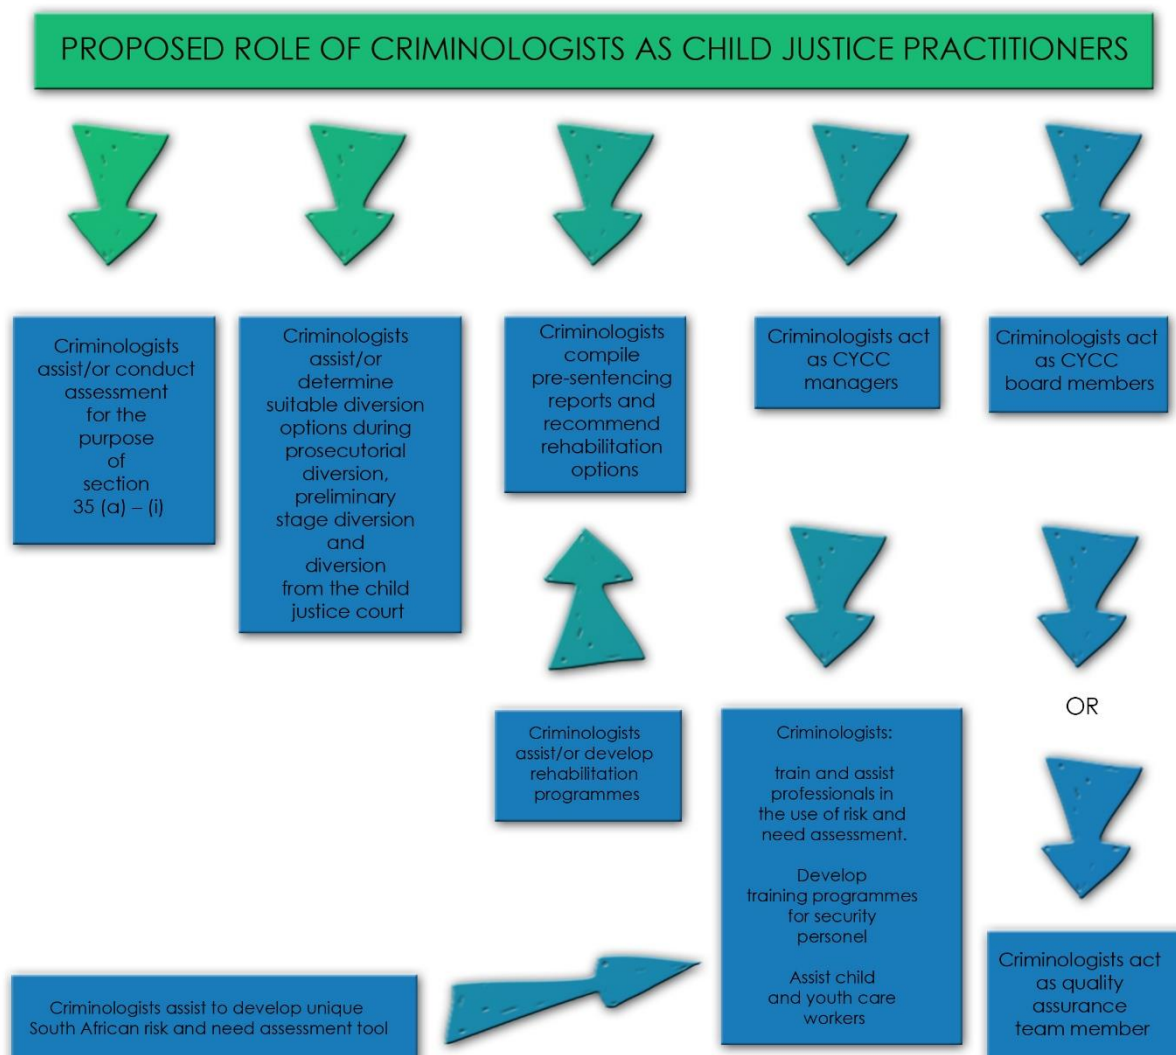 PROPOSED ROLE OF CRIMINOLOGISTS AS CHILD JUSTICE PRACTITIONERS
Criminologists
assist/or conduct
assessment
for the
purpose
of
section
35 (a) – (i)
Criminologists
assist/or
determine
suitable diversion
options during
prosecutorial
diversion,
preliminary
stage diversion
and
diversion
from the child
justice court
Criminologists
compile
pre-sentencing
reports and
recommend
rehabilitation
options
Criminologists act
as CYCC
managers
Criminologists act
as CYCC
board members
Criminologists
assist/or develop
rehabilitation
programmes
Criminologists:
train and assist
professionals in
the use of risk and
need assessment.
Develop
training programmes
for security
personel
Assist child
and youth care
workers
OR
Criminologists act
as quality
assurance
team member
Criminologists assist to develop unique
South African risk and need assessment tool